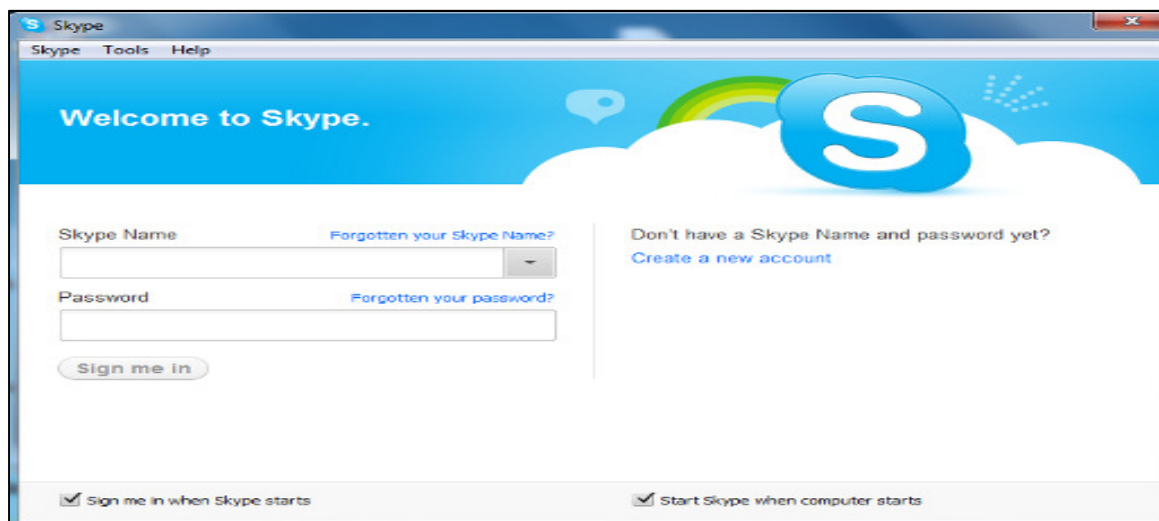 Skype
Skype Tools Help
Welcome to Skype.
S
Skype Name Forgotten your Skype Name?
Password Forgotten your password?
Sign me in
Don't have a Skype Name and password yet?
Create a new account
Sign me in when Skype starts
Start Skype when computer starts